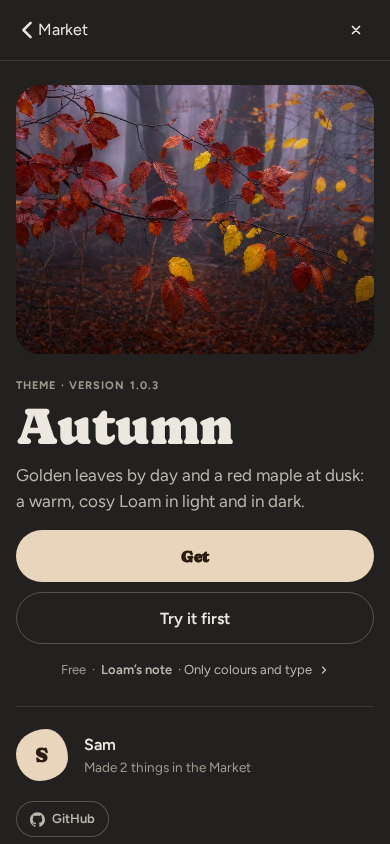 Market
THEME · VERSION 1.0.3
Autumn
Golden leaves by day and a red maple at dusk:
a warm, cosy Loam in light and in dark.
Get
Try it first
Free · Loam’s note · Only colours and type
S
Sam
Made 2 things in the Market
GitHub